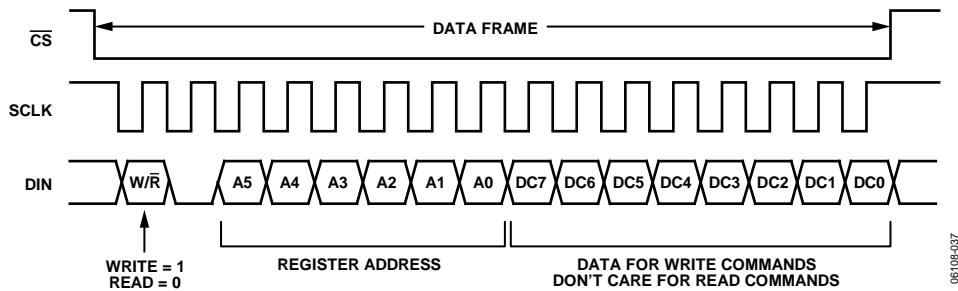 DATA FRAME
CS
SCLK
DIN W/R A5 A4 A3 A2 A1 A0 DC7 DC6 DC5 DC4 DC3 DC2 DC1 DC0
WRITE = 1
READ = 0
REGISTER ADDRESS
DATA FOR WRITE COMMANDS
DON'T CARE FOR READ COMMANDS
06108-037